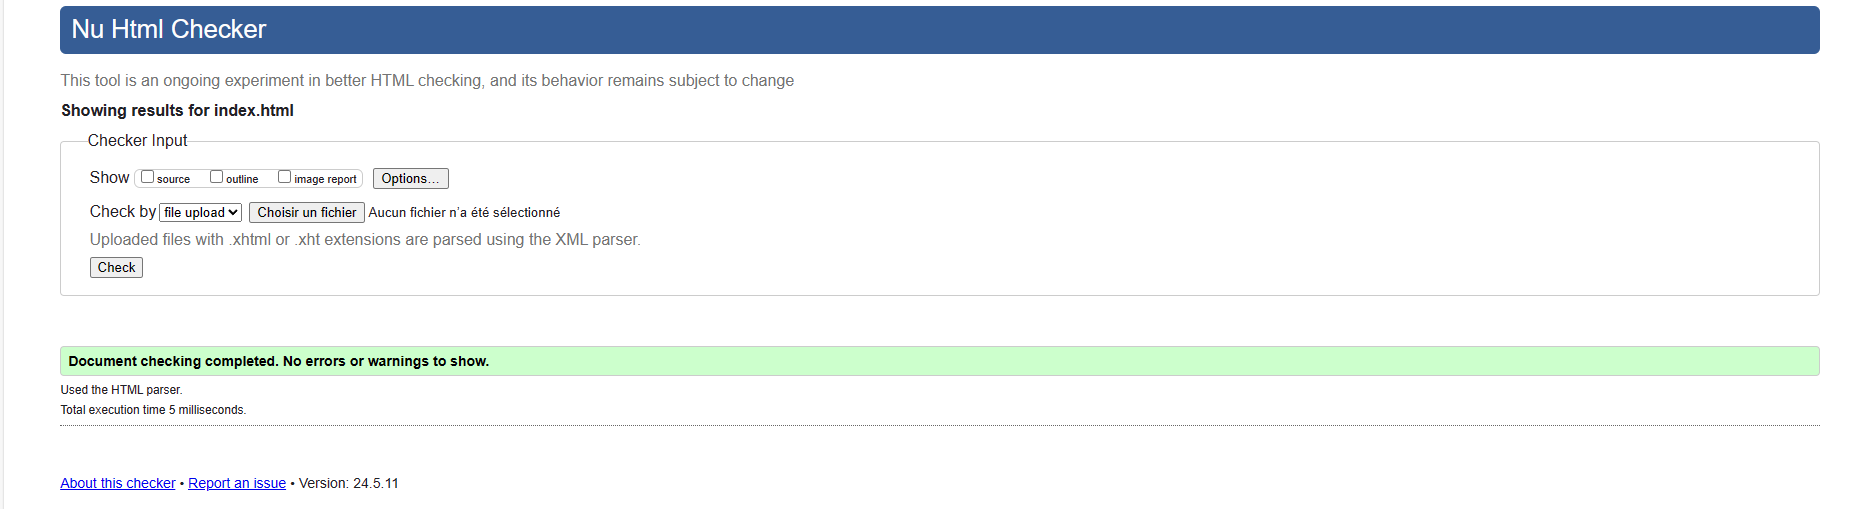 Nu Html Checker
This tool is an ongoing experiment in better HTML checking, and its behavior remains subject to change
Showing results for index.html
Checker Input
Show source outline image report Options...
Check by file upload Choisir un fichier Aucun fichier n'a été sélectionné
Uploaded files with .xhtml or .xht extensions are parsed using the XML parser.
Check
Document checking completed. No errors or warnings to show.
Used the HTML parser.
Total execution time 5 milliseconds.
About this checker • Report an issue • Version: 24.5.11